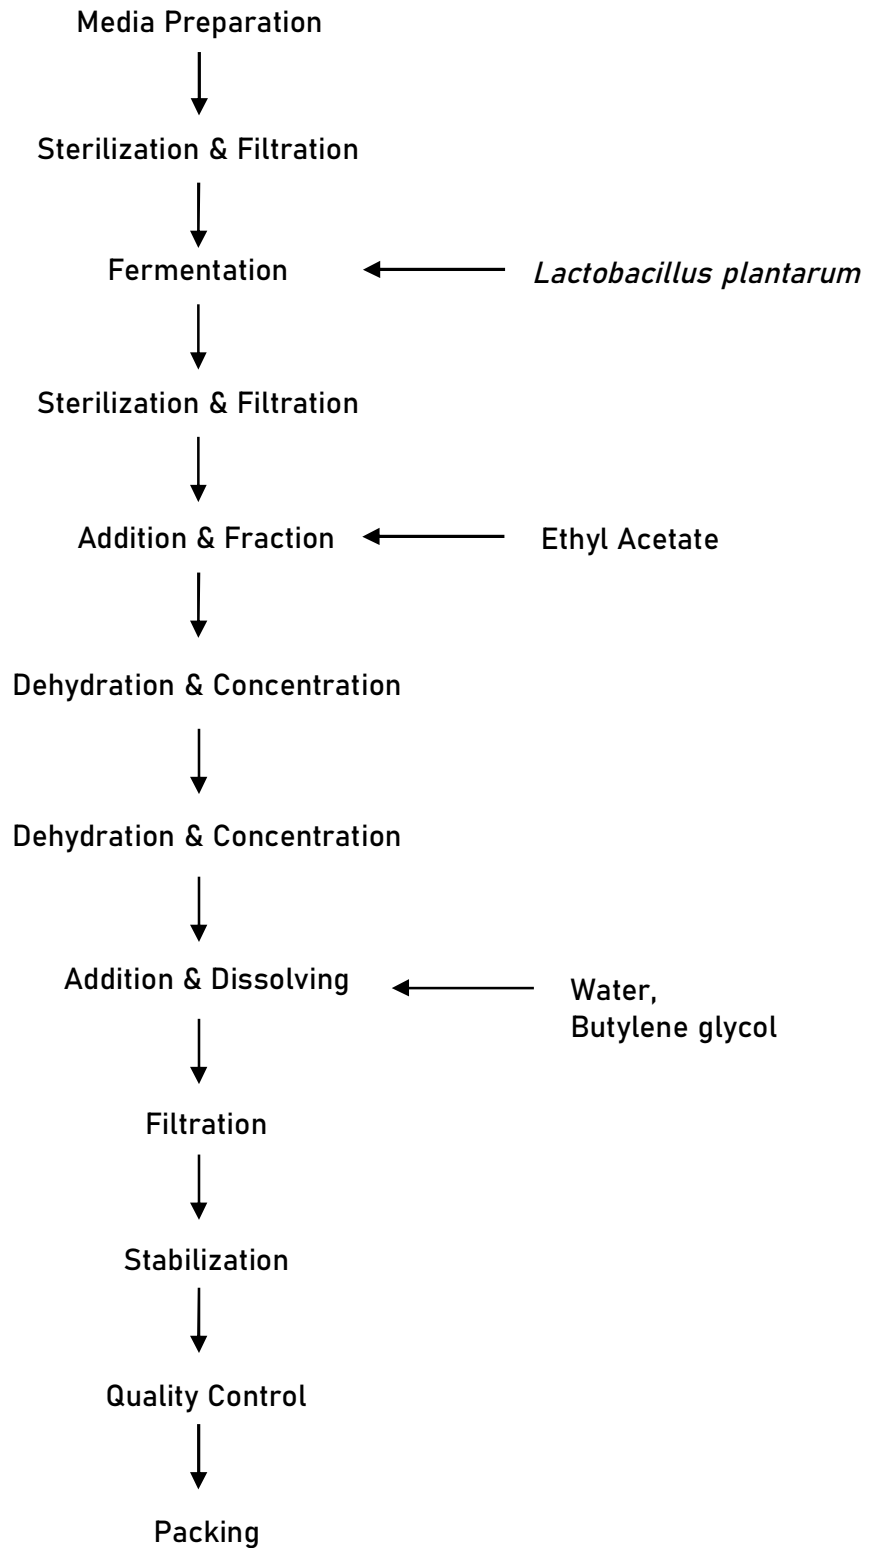 Media Preparation
Sterilization & Filtration
Fermentation
Lactobacillus plantarum
Sterilization & Filtration
Addition & Fraction
Ethyl Acetate
Dehydration & Concentration
Dehydration & Concentration
Addition & Dissolving
Water,
Butylene glycol
Filtration
Stabilization
Quality Control
Packing